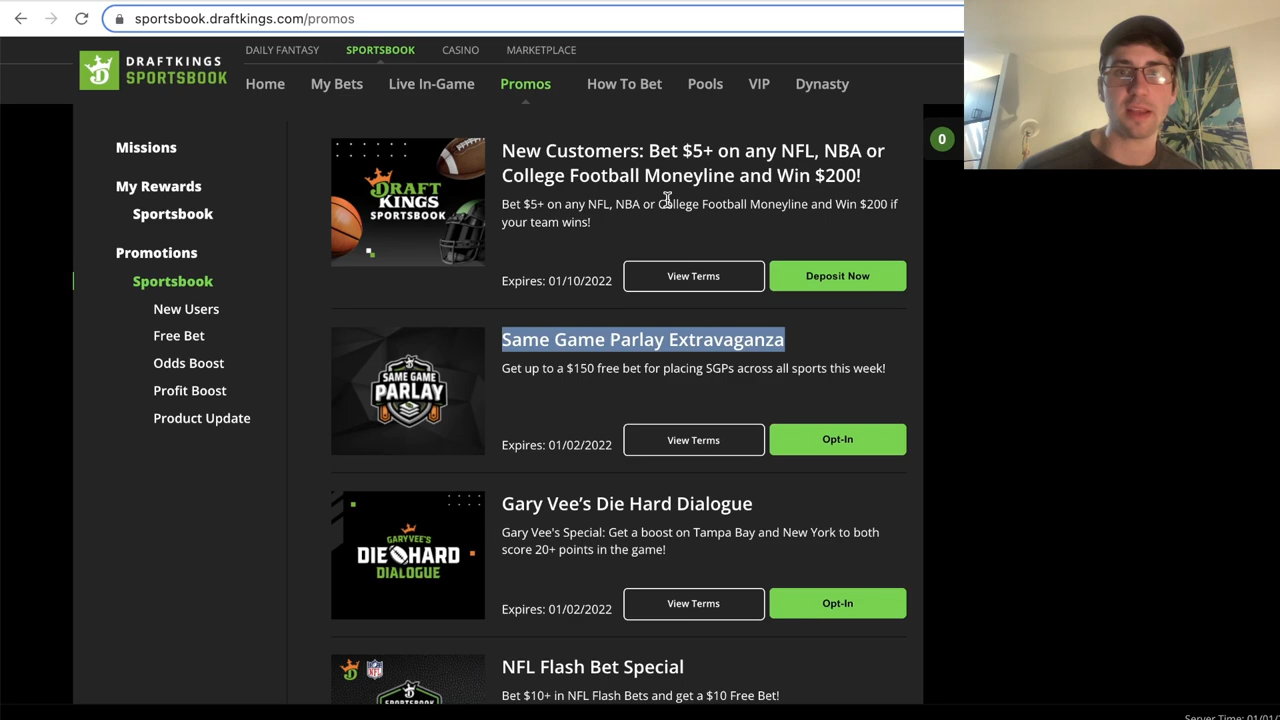 sportsbook.draftkings.com/promos
DRAFTKINGS
SPORTSBOOK
DAILY FANTASY
SPORTSBOOK
CASINO
MARKETPLACE
Home
My Bets
Live In-Game
Promos
How To Bet
Pools
VIP
Dynasty
Missions
My Rewards
Sportsbook
Promotions
Sportsbook
New Users
Free Bet
Odds Boost
Profit Boost
Product Update
DRAFT
KINGS
SPORTSBOOK
New Customers: Bet $5+ on any NFL, NBA or
College Football Moneyline and Win $200!
Bet $5+ on any NFL, NBA or College Football Moneyline and Win $200 if
your team wins!
Expires: 01/10/2022
View Terms
Deposit Now
0
SAME GAME
PARLAY
Same Game Parlay Extravaganza
Get up to a $150 free bet for placing SGPs across all sports this week!
Expires: 01/02/2022
View Terms
Opt-In
GARY VEE'S
DIE HARD
DIALOGUE
Gary Vee’s Die Hard Dialogue
Gary Vee's Special: Get a boost on Tampa Bay and New York to both
score 20+ points in the game!
Expires: 01/02/2022
View Terms
Opt-In
NFL
SPORTSBOOK
NFL Flash Bet Special
Bet $10+ in NFL Flash Bets and get a $10 Free Bet!
Server Time: 01/01/